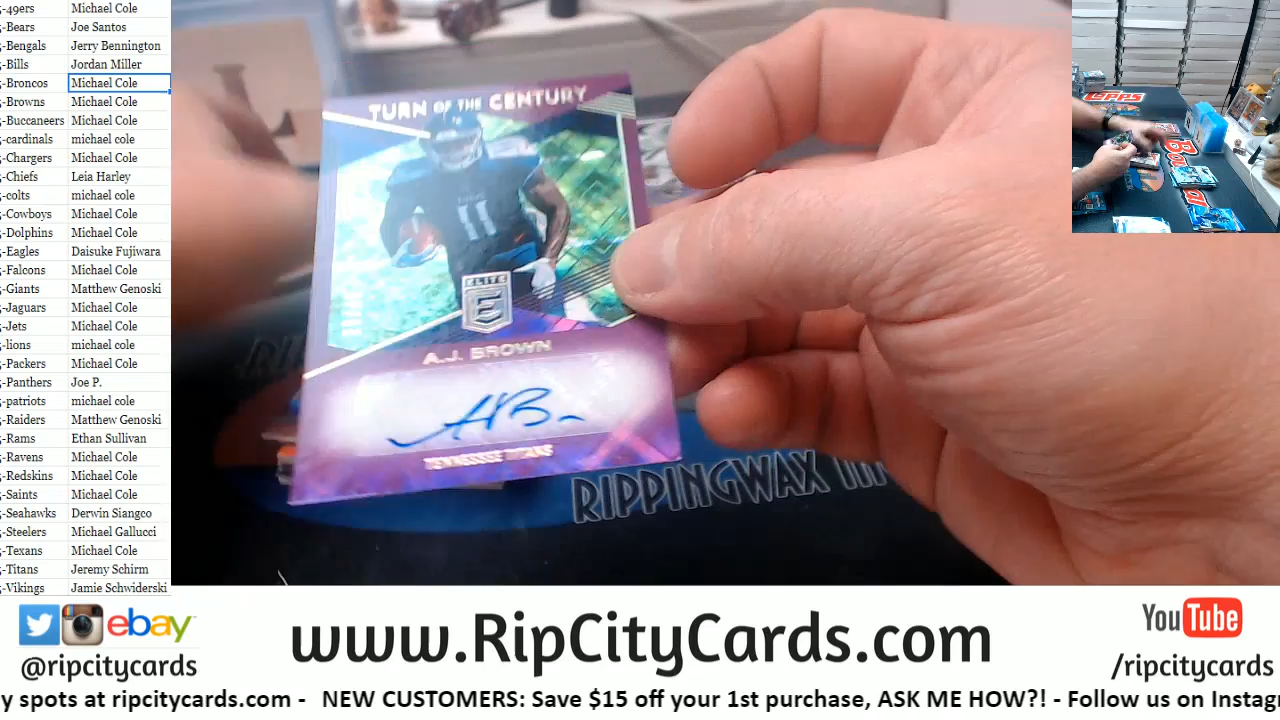 -49ers Michael Cole
-Bears Joe Santos
-Bengals Jerry Bennington
-Bills Jordan Miller
-Broncos Michael Cole
-Browns Michael Cole
-Buccaneers Michael Cole
-cardinals michael cole
-Chargers Michael Cole
-Chiefs Leia Harley
-colts michael cole
-Cowboys Michael Cole
-Dolphins Michael Cole
-Eagles Daisuke Fujiwara
-Falcons Michael Cole
-Giants Matthew Genoski
-Jaguars Michael Cole
-Jets Michael Cole
-lions michael cole
-Packers Michael Cole
-Panthers Joe P.
-patriots michael cole
-Raiders Matthew Genoski
-Rams Ethan Sullivan
-Ravens Michael Cole
-Redskins Michael Cole
-Saints Michael Cole
-Seahawks Derwin Siangco
-Steelers Michael Gallucci
-Texans Michael Cole
-Titans Jeremy Schirm
-Vikings Jamie Schwiderski
TURN OF THE CENTURY
11
ELITE
E
A.J. BROWN
TENNESSEE TITANS
RIPPINGWAX
TOPPS
ebay
@ripcitycards
www.RipCityCards.com
YouTube
/ripcitycards
y spots at ripcitycards.com - NEW CUSTOMERS: Save $15 off your 1st purchase, ASK ME HOW?! - Follow us on Instag